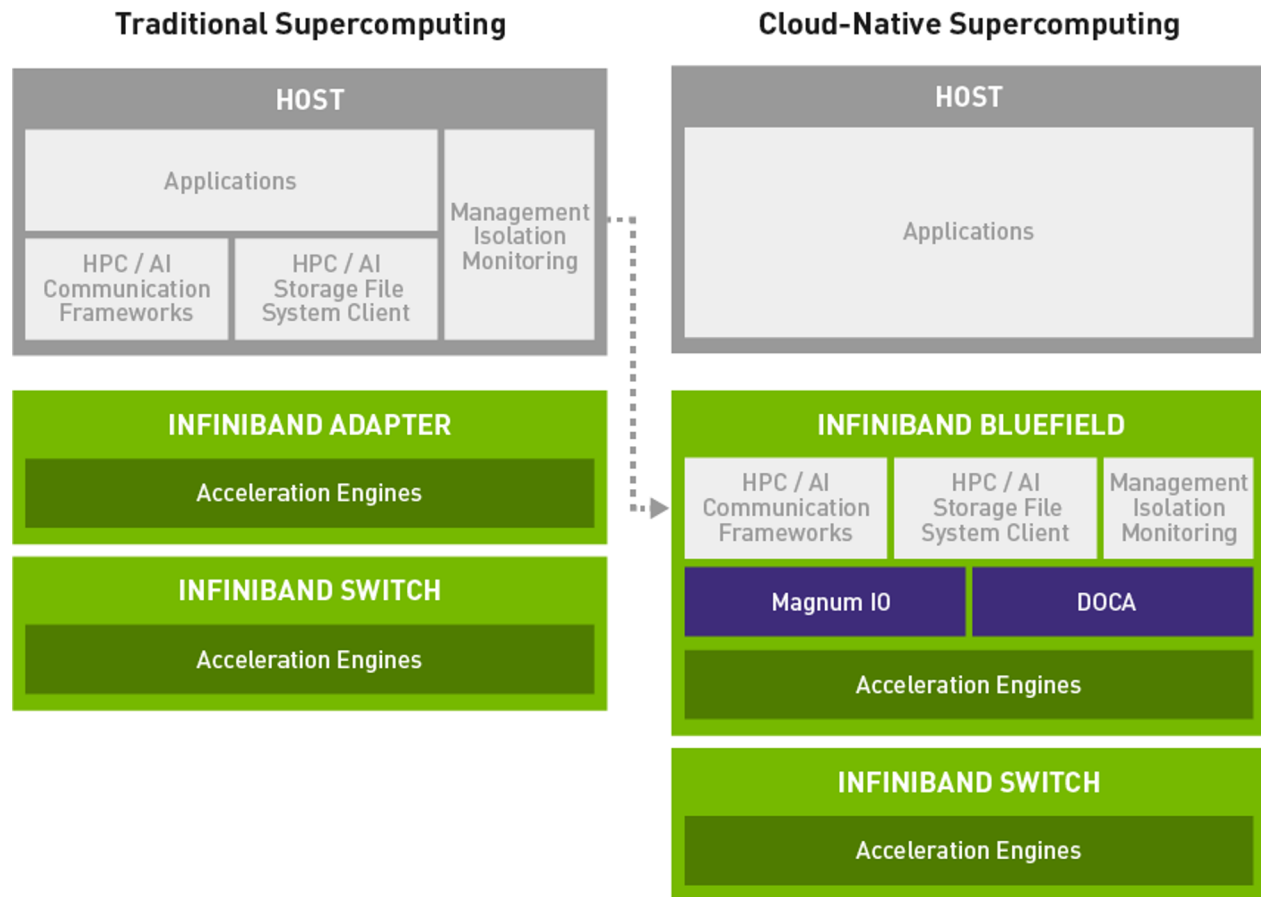 Traditional Supercomputing
HOST
Applications
HPC / AI
Communication
Frameworks
HPC / AI
Storage File
System Client
Management
Isolation
Monitoring
INFINIBAND ADAPTER
Acceleration Engines
INFINIBAND SWITCH
Acceleration Engines
Cloud-Native Supercomputing
HOST
Applications
INFINIBAND BLUEFIELD
HPC / AI
Communication
Frameworks
HPC / AI
Storage File
System Client
Management
Isolation
Monitoring
Magnum IO
DOCA
Acceleration Engines
INFINIBAND SWITCH
Acceleration Engines